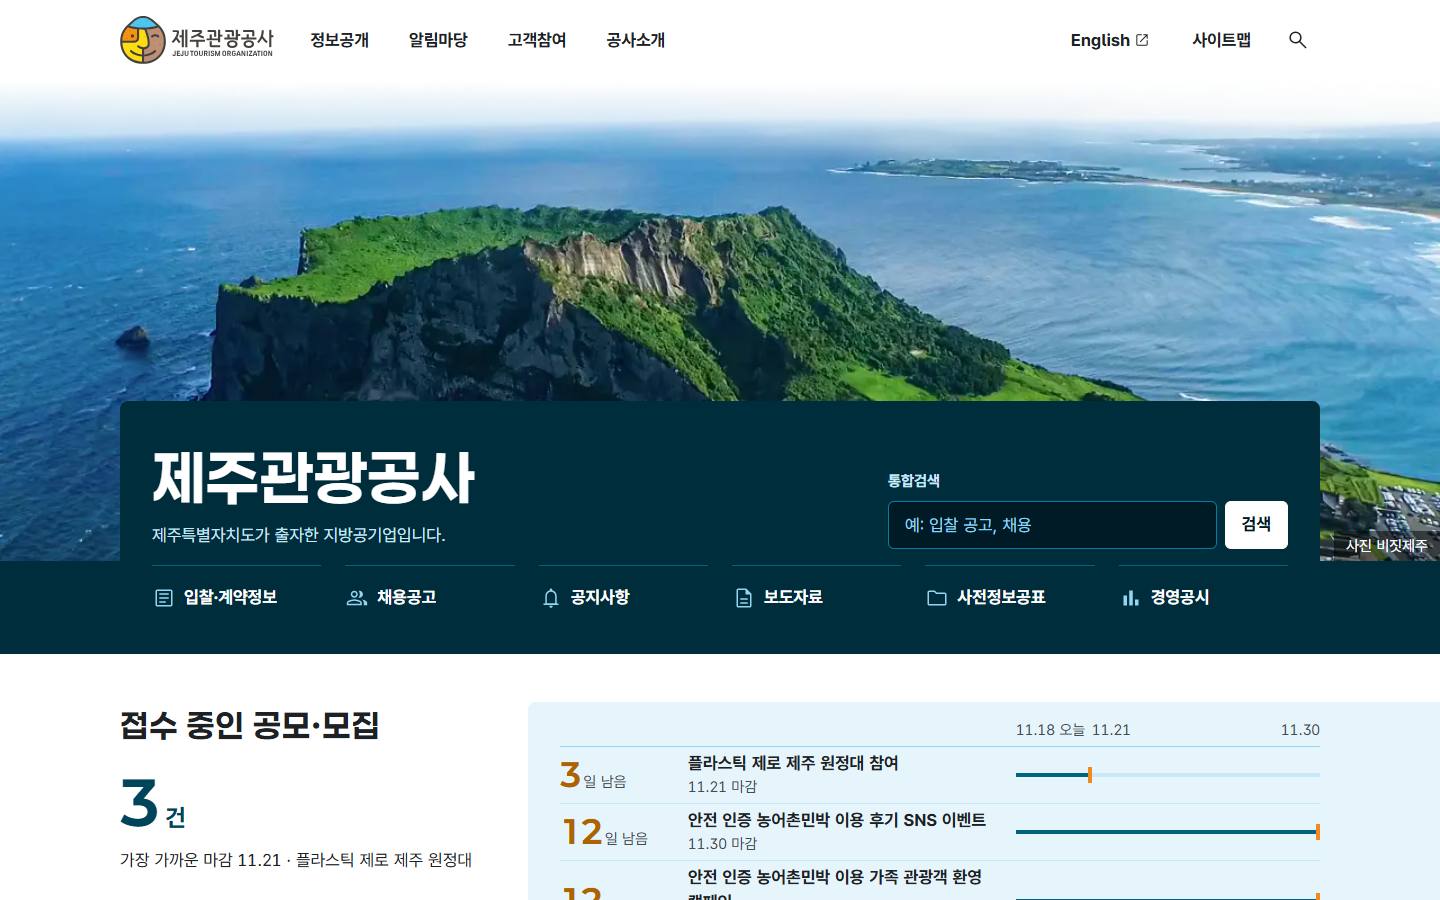 제주관광공사
JEJU TOURISM ORGANIZATION
정보공개
알림마당
고객참여
공사소개
English
사이트맵
제주관광공사
제주특별자치도가 출자한 지방공기업입니다.
통합검색
예: 입찰 공고, 채용
검색
사진 비짓제주
입찰·계약정보
채용공고
공지사항
보도자료
사전정보공표
경영공시
접수 중인 공모·모집
3 건
가장 가까운 마감 11.21 · 플라스틱 제로 제주 원정대
11.18 오늘 11.21 11.30
3일 남음
플라스틱 제로 제주 원정대 참여
11.21 마감
12일 남음
안전 인증 농어촌민박 이용 후기 SNS 이벤트
11.30 마감
12
안전 인증 농어촌민박 이용 가족 관광객 환영
캠페인